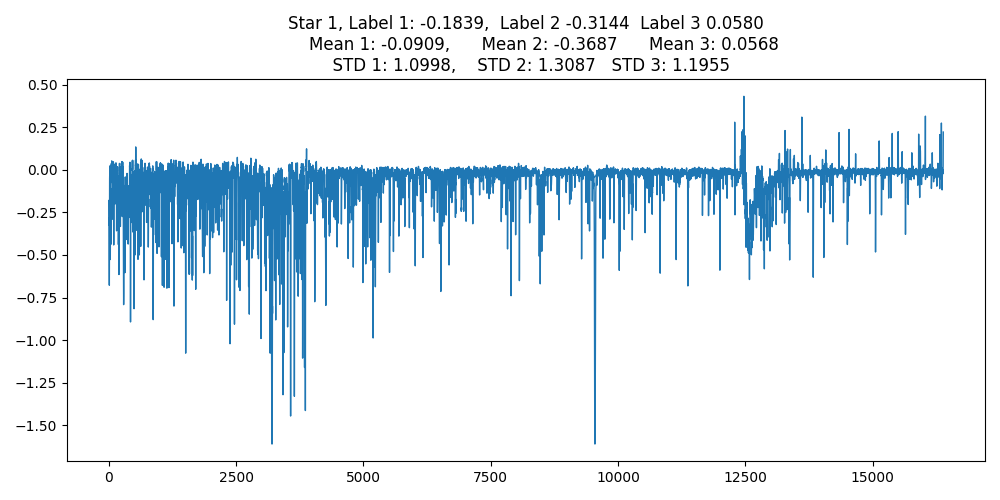 Star 1, Label 1: -0.1839,  Label 2 -0.3144  Label 3 0.0580
Mean 1: -0.0909,      Mean 2: -0.3687      Mean 3: 0.0568
STD 1: 1.0998,    STD 2: 1.3087   STD 3: 1.1955
0.50
0.25
0.00
−0.25
−0.50
−0.75
−1.00
−1.25
−1.50
0 2500 5000 7500 10000 12500 15000